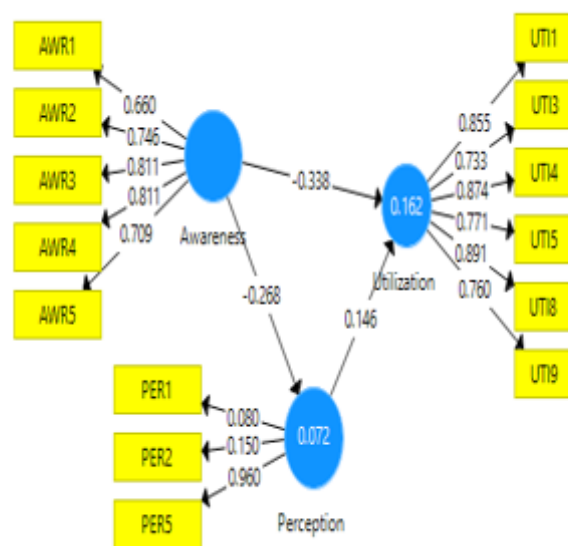 AWR1
AWR2
AWR3
AWR4
AWR5
0.660
0.746
0.811
0.811
0.709
Awareness
-0.338
-0.268
0.162
Utilization
0.146
UTI1
UTI3
UTI4
UTI5
UTI8
UTI9
0.855
0.733
0.874
0.771
0.891
0.760
PER1
PER2
PER5
0.080
0.150
0.960
0.072
Perception